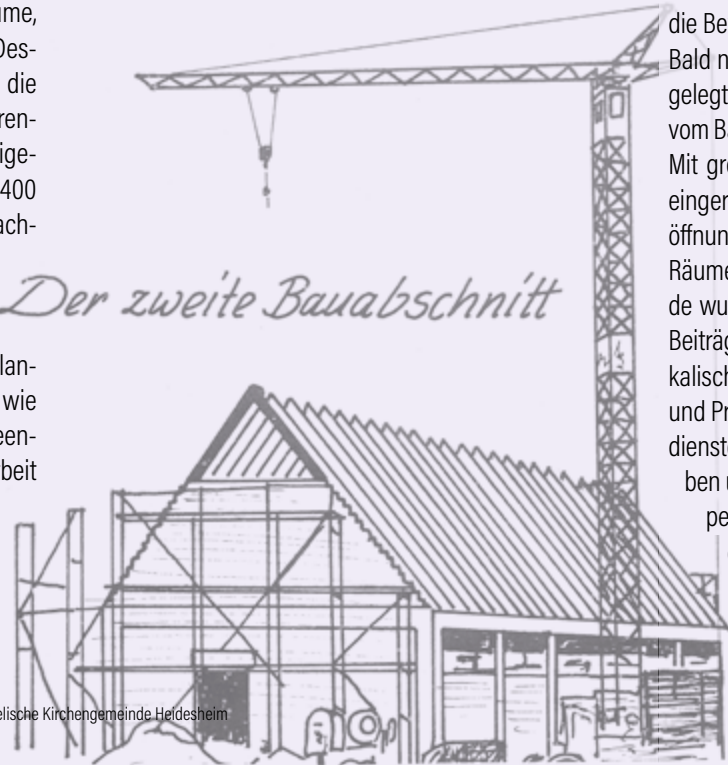 ume,
Des-
die
ren-
ige-
400
ach-
lan-
wie
een-
beit
Der zweite Bauabschnitt
elische Kirchengemeinde Heidesheim
die Be
Bald n
gelegt
vom Ba
Mit gr
einger
öffnun
Räume
de wu
Beiträg
kalisch
und Pr
dienst
ben u
pe